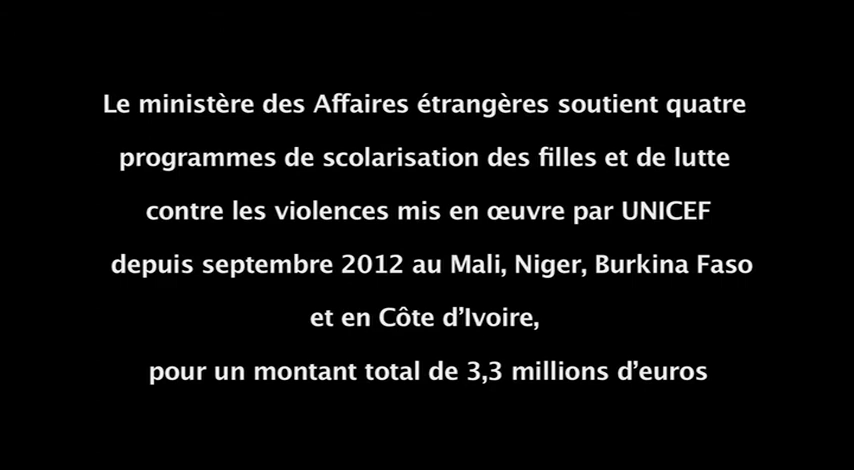 Le ministère des Affaires étrangères soutient quatre
programmes de scolarisation des filles et de lutte
contre les violences mis en œuvre par UNICEF
depuis septembre 2012 au Mali, Niger, Burkina Faso
et en Côte d’Ivoire,
pour un montant total de 3,3 millions d’euros